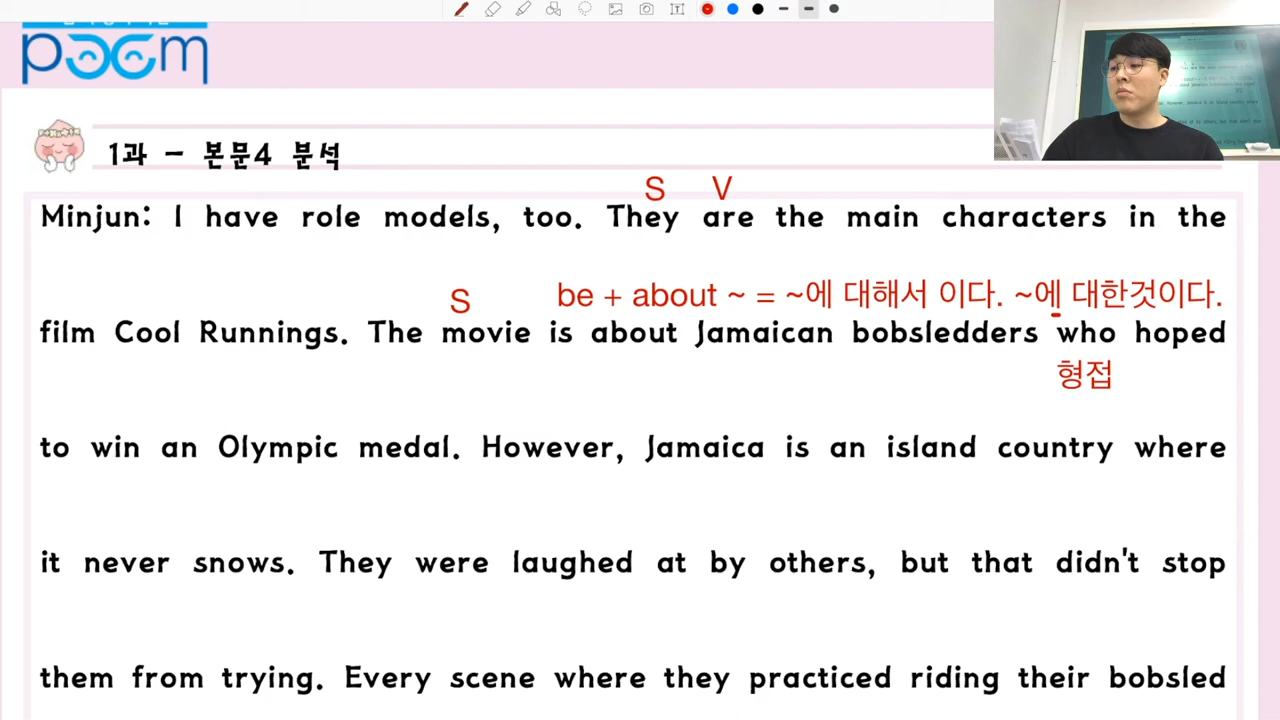 poem
1과 - 본문4 분석
S V
Minjun: I have role models, too. They are the main characters in the
S be + about ~ = ~에 대해서 이다. ~에 대한것이다.
film Cool Runnings. The movie is about Jamaican bobsledders who hoped
형접
to win an Olympic medal. However, Jamaica is an island country where
it never snows. They were laughed at by others, but that didn't stop
them from trying. Every scene where they practiced riding their bobsled